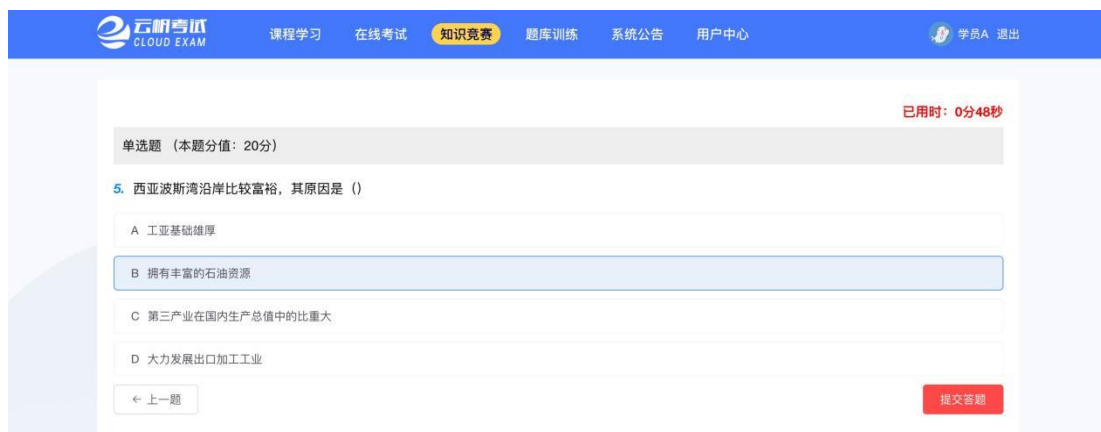 云帆考试
CLOUD EXAM
课程学习 在线考试 知识竞赛 题库训练 系统公告 用户中心 学员A 退出
已用时：0分48秒
单选题 （本题分值：20分）
5. 西亚波斯湾沿岸比较富裕，其原因是（）
A 工亚基础雄厚
B 拥有丰富的石油资源
C 第三产业在国内生产总值中的比重大
D 大力发展出口加工工业
← 上一题 提交答题